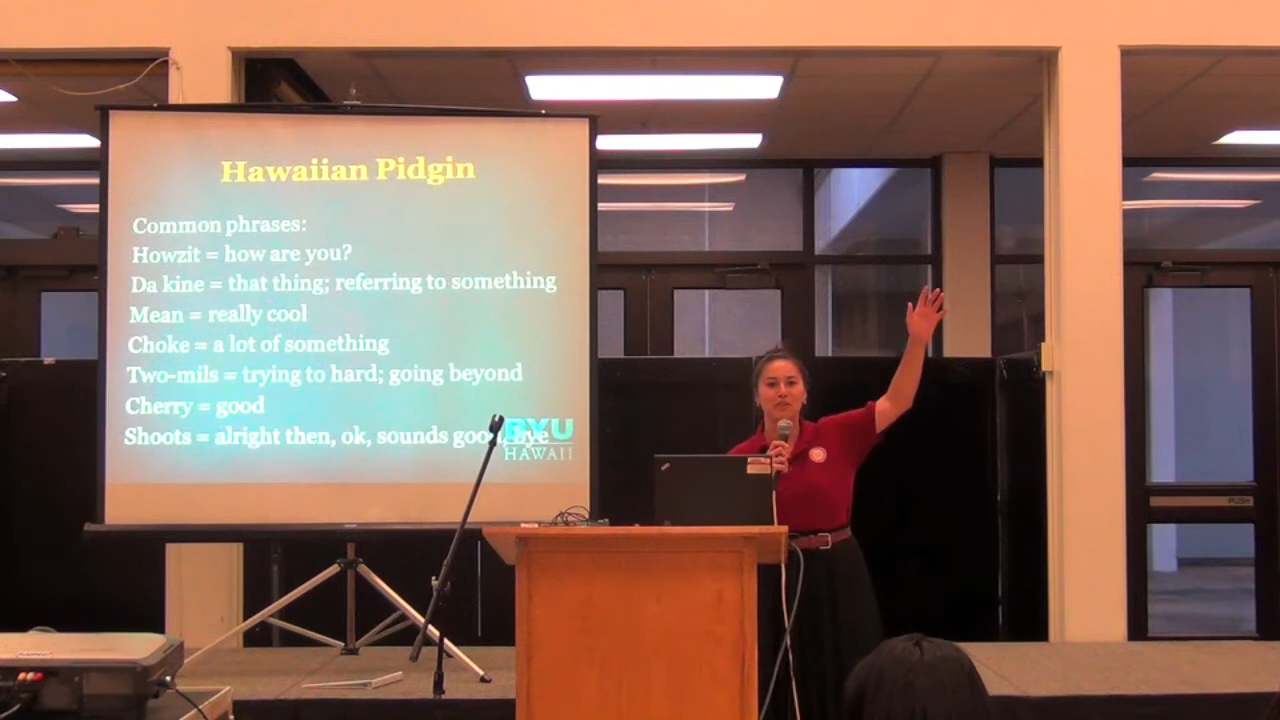 Hawaiian Pidgin
Common phrases:
Howzit = how are you?
Da kine = that thing; referring to something
Mean = really cool
Choke = a lot of something
Two-mils = trying to hard; going beyond
Cherry = good
Shoots = alright then, ok, sounds good, bye
BYU
HAWAII
PUSH